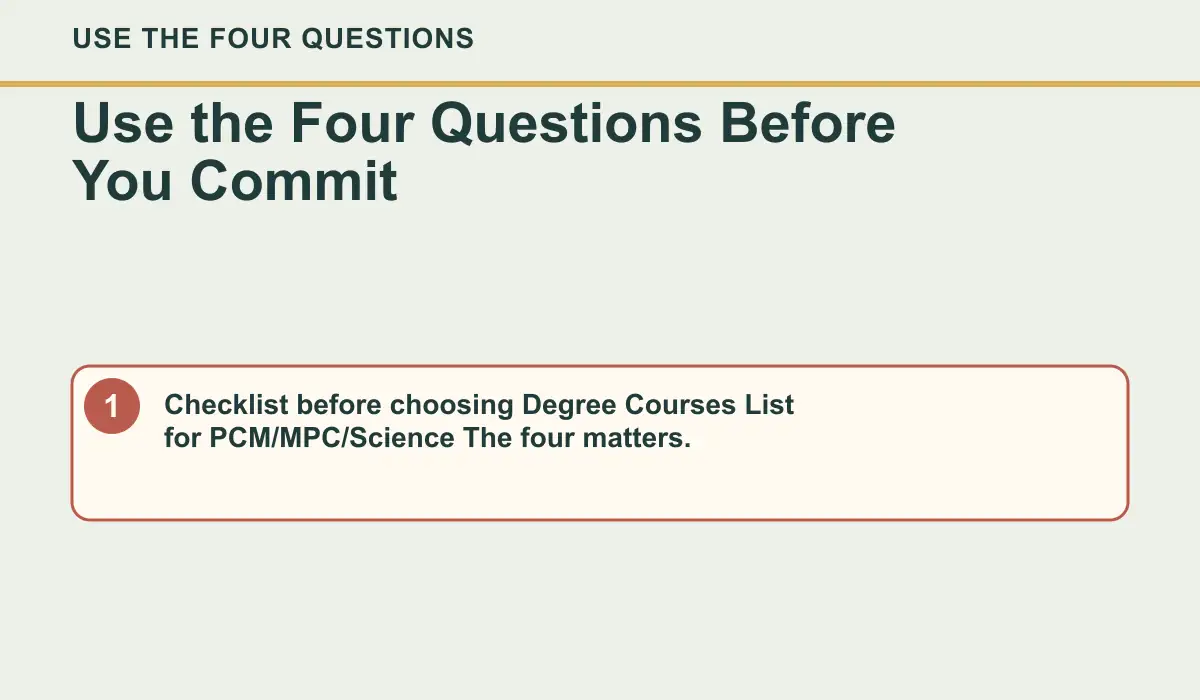 USE THE FOUR QUESTIONS
Use the Four Questions Before
You Commit
1
Checklist before choosing Degree Courses List
for PCM/MPC/Science The four matters.